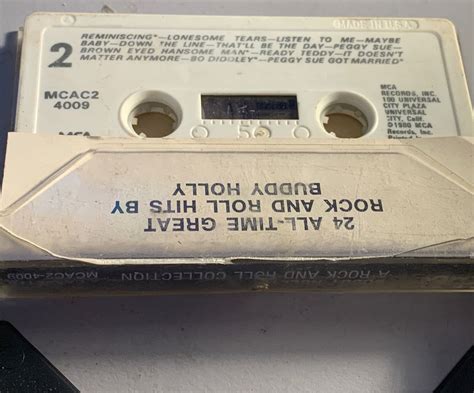 2
REMINISCING*—LONESOME TEARS—LISTEN TO ME—MAYBE
BABY—DOWN THE LINE—THAT'LL BE THE DAY—PEGGY SUE—
BROWN EYED HANDSOME MAN*—READY TEDDY—IT DOESN'T
MATTER ANYMORE—BO DIDDLEY*—PEGGY SUE GOT MARRIED*
MCAC2
4009
MCA
RECORDS, INC.
100 UNIVERSAL
CITY PLAZA
UNIVERSAL
CITY, Calif.
©1980 MCA
Records, Inc.
Printed in
50
24 ALL-TIME GREAT
ROCK AND ROLL HITS BY
BUDDY HOLLY
A ROCK AND ROLL COLLECTION
MCAC2-4009